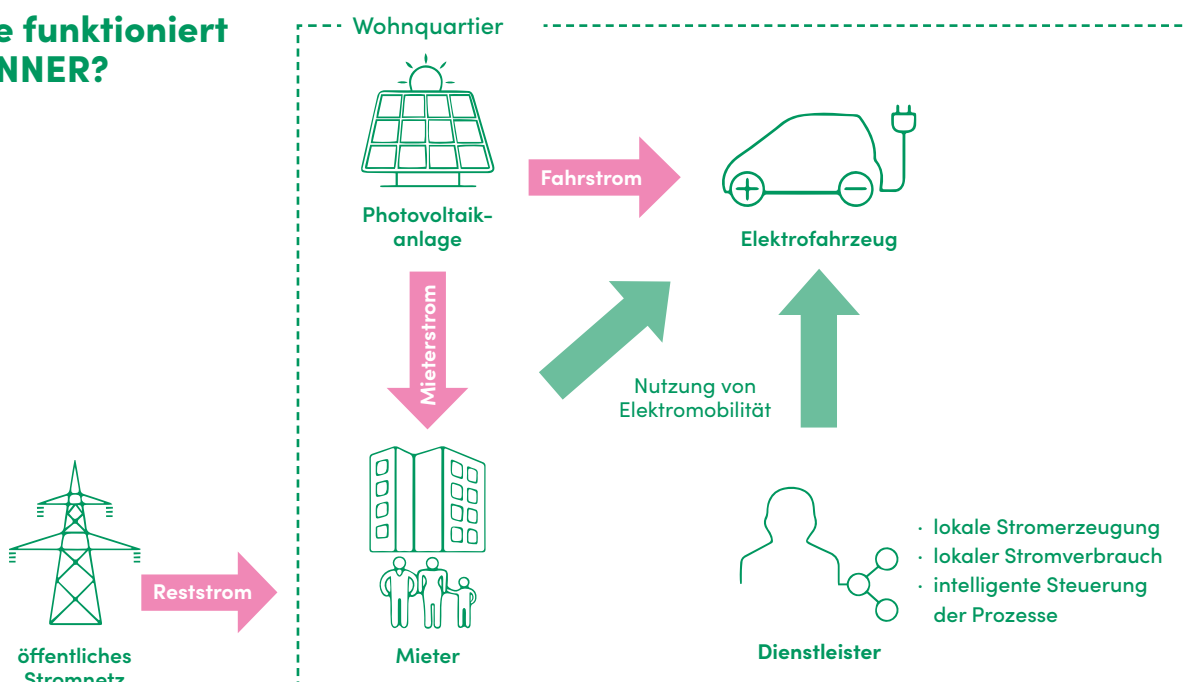 e funktioniert
NNER?
Wohnquartier
Fahrstrom
Photovoltaik-
anlage
Elektrofahrzeug
Mieterstrom
Nutzung von
Elektromobilität
· lokale Stromerzeugung
· lokaler Stromverbrauch
· intelligente Steuerung
der Prozesse
Reststrom
öffentliches
Stromnetz
Mieter
Dienstleister